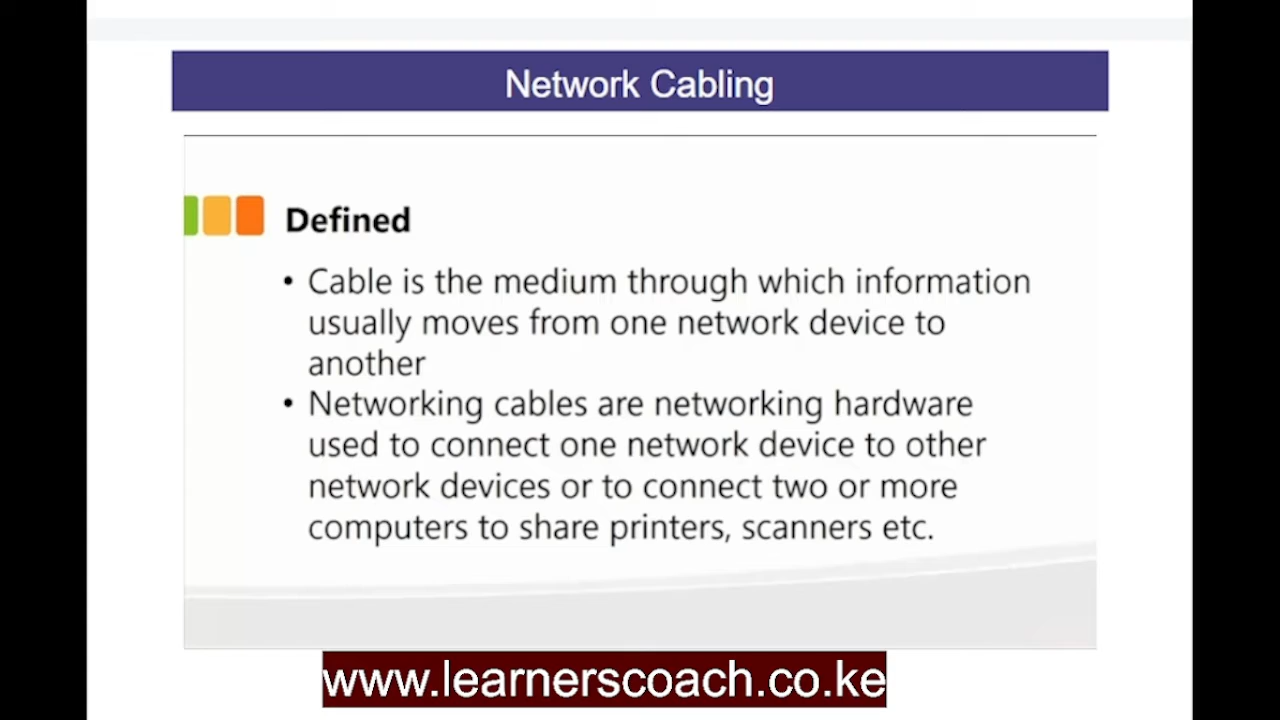 Network Cabling
Defined
• Cable is the medium through which information
usually moves from one network device to
another
• Networking cables are networking hardware
used to connect one network device to other
network devices or to connect two or more
computers to share printers, scanners etc.
www.learnerscoach.co.ke